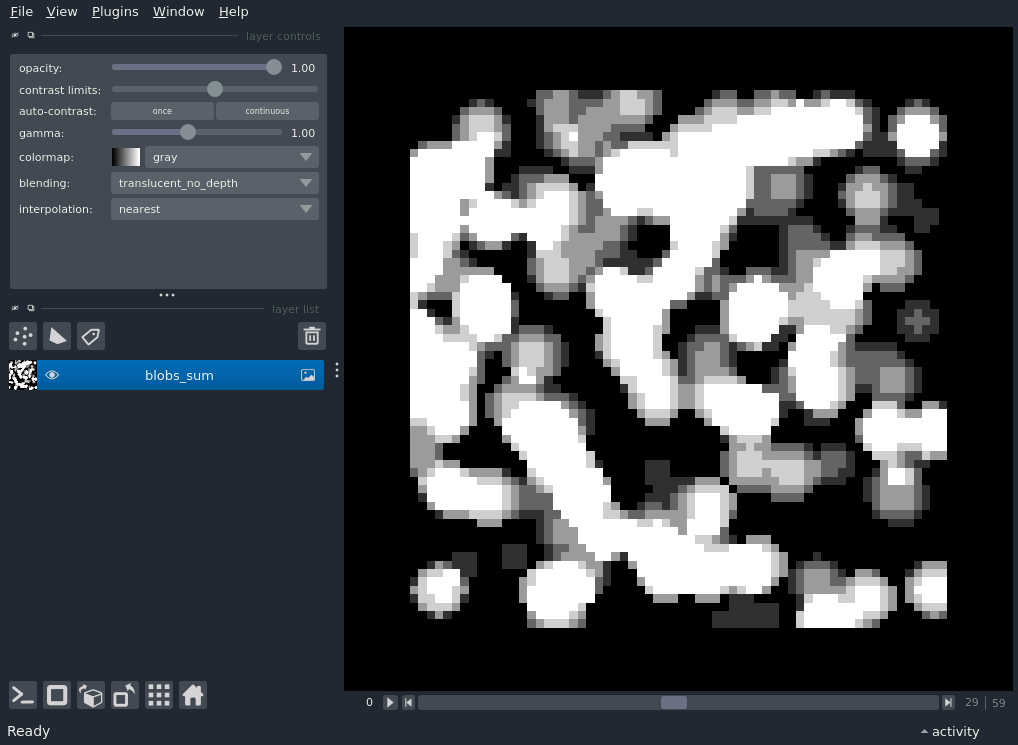 File View Plugins Window Help
layer controls
opacity: 1.00
contrast limits:
auto-contrast: once continuous
gamma: 1.00
colormap: gray
blending: translucent_no_depth
interpolation: nearest
layer list
blobs_sum
0 29 59
Ready activity